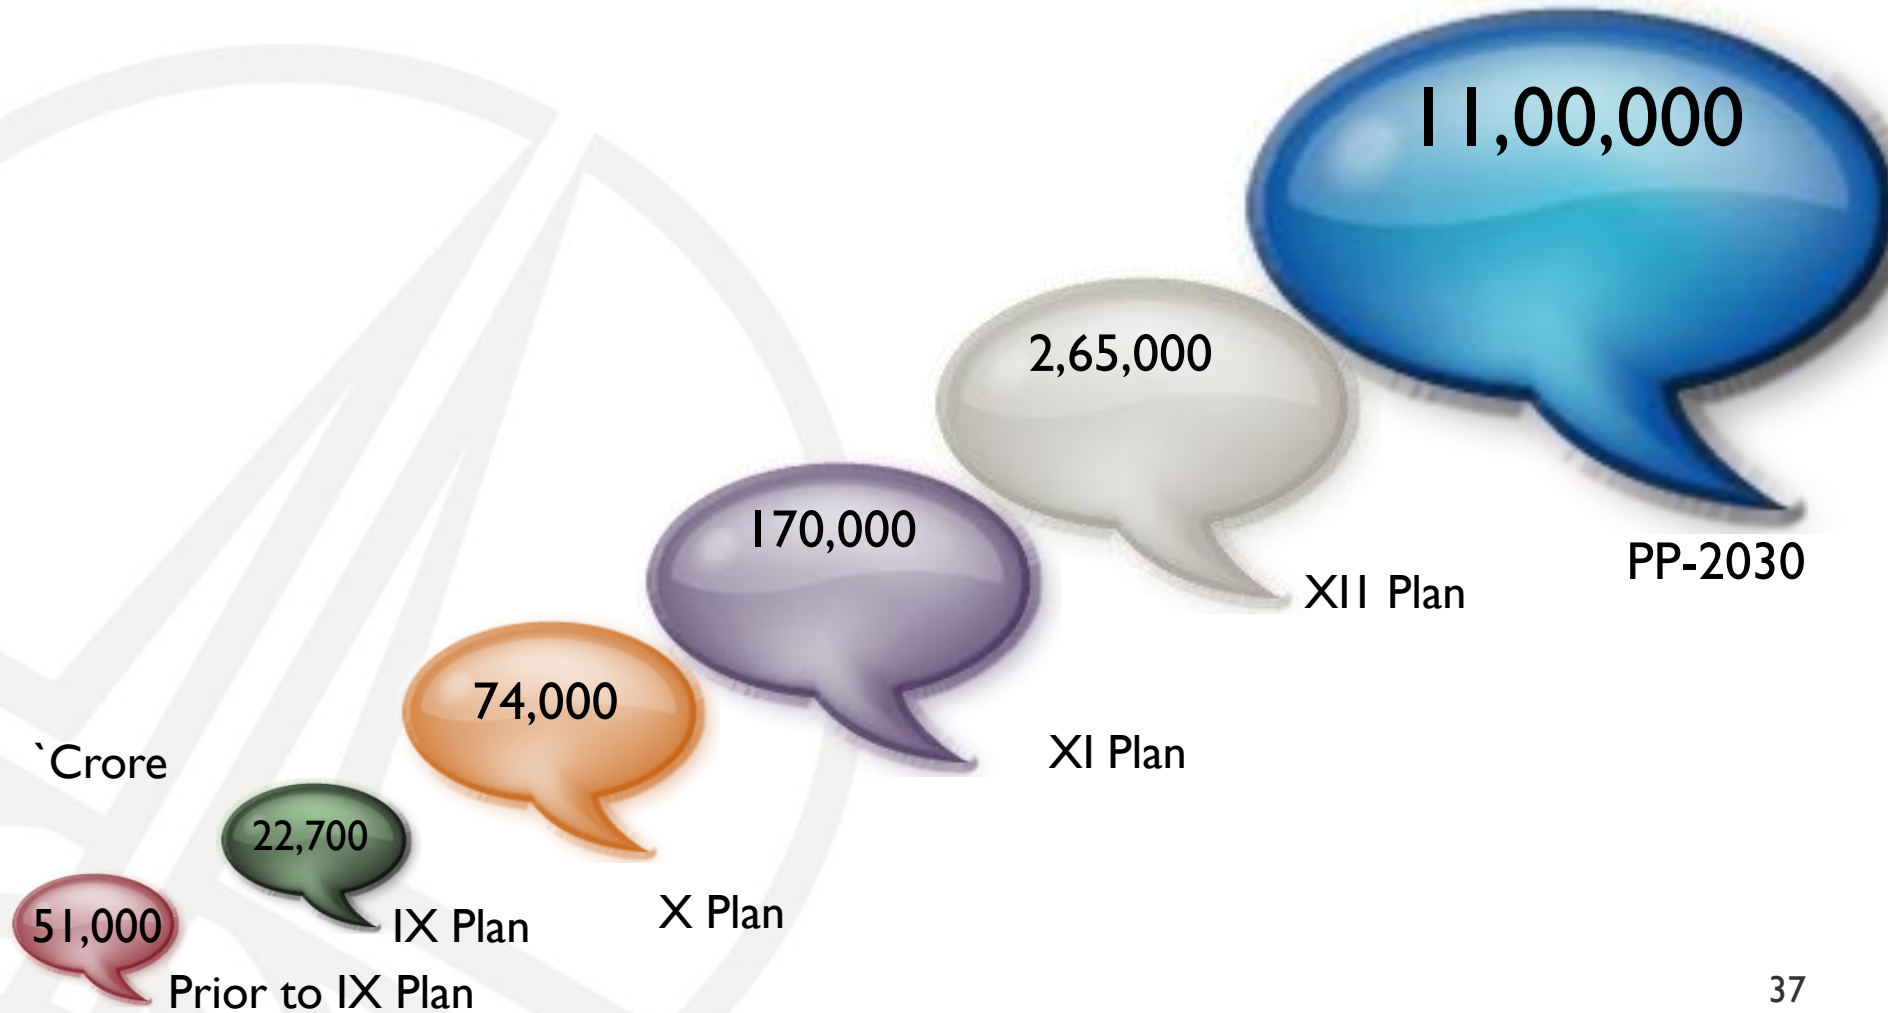 11,00,000
2,65,000
170,000
PP-2030
XII Plan
74,000
XI Plan
`Crore
22,700
X Plan
51,000
IX Plan
Prior to IX Plan
37